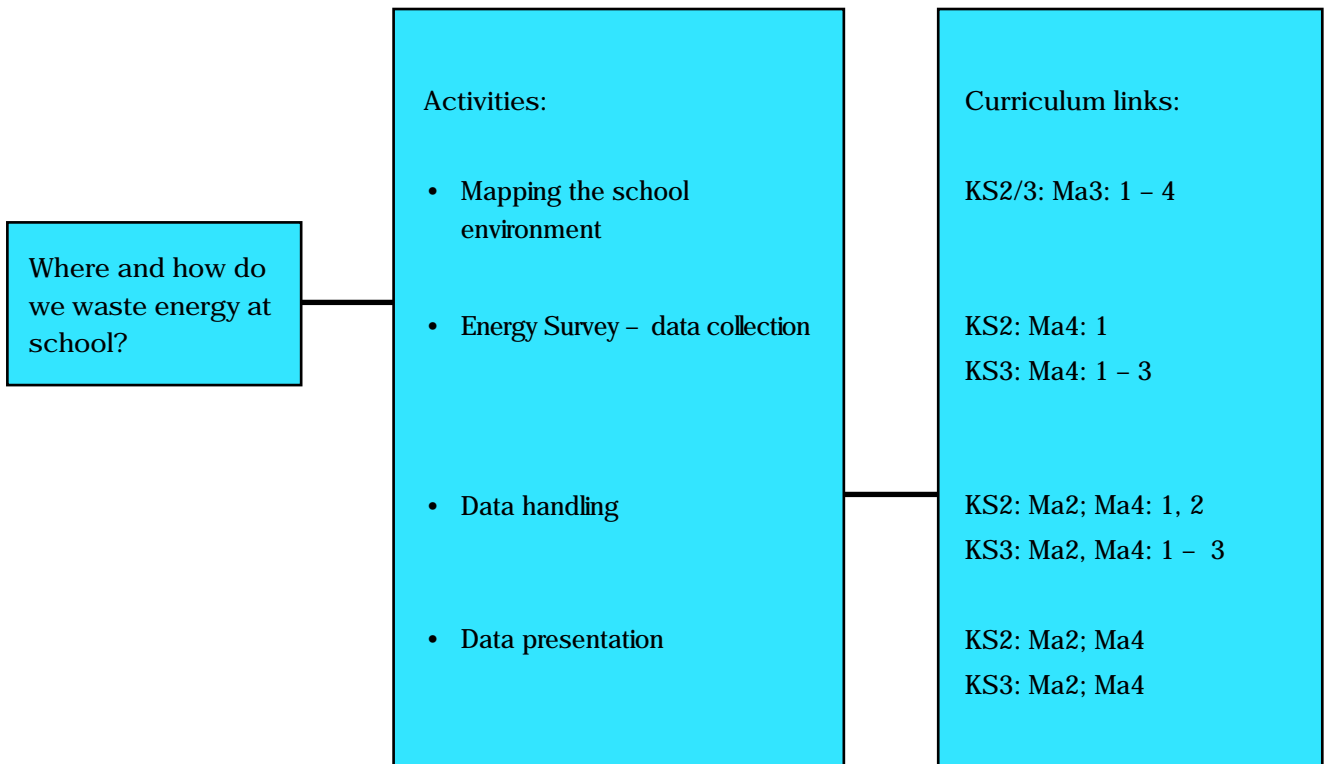 Where and how do
we waste energy at
school?
Activities:
• Mapping the school
environment
• Energy Survey – data collection
• Data handling
• Data presentation
Curriculum links:
KS2/3: Ma3: 1 – 4
KS2: Ma4: 1
KS3: Ma4: 1 – 3
KS2: Ma2; Ma4: 1, 2
KS3: Ma2, Ma4: 1 – 3
KS2: Ma2; Ma4
KS3: Ma2; Ma4